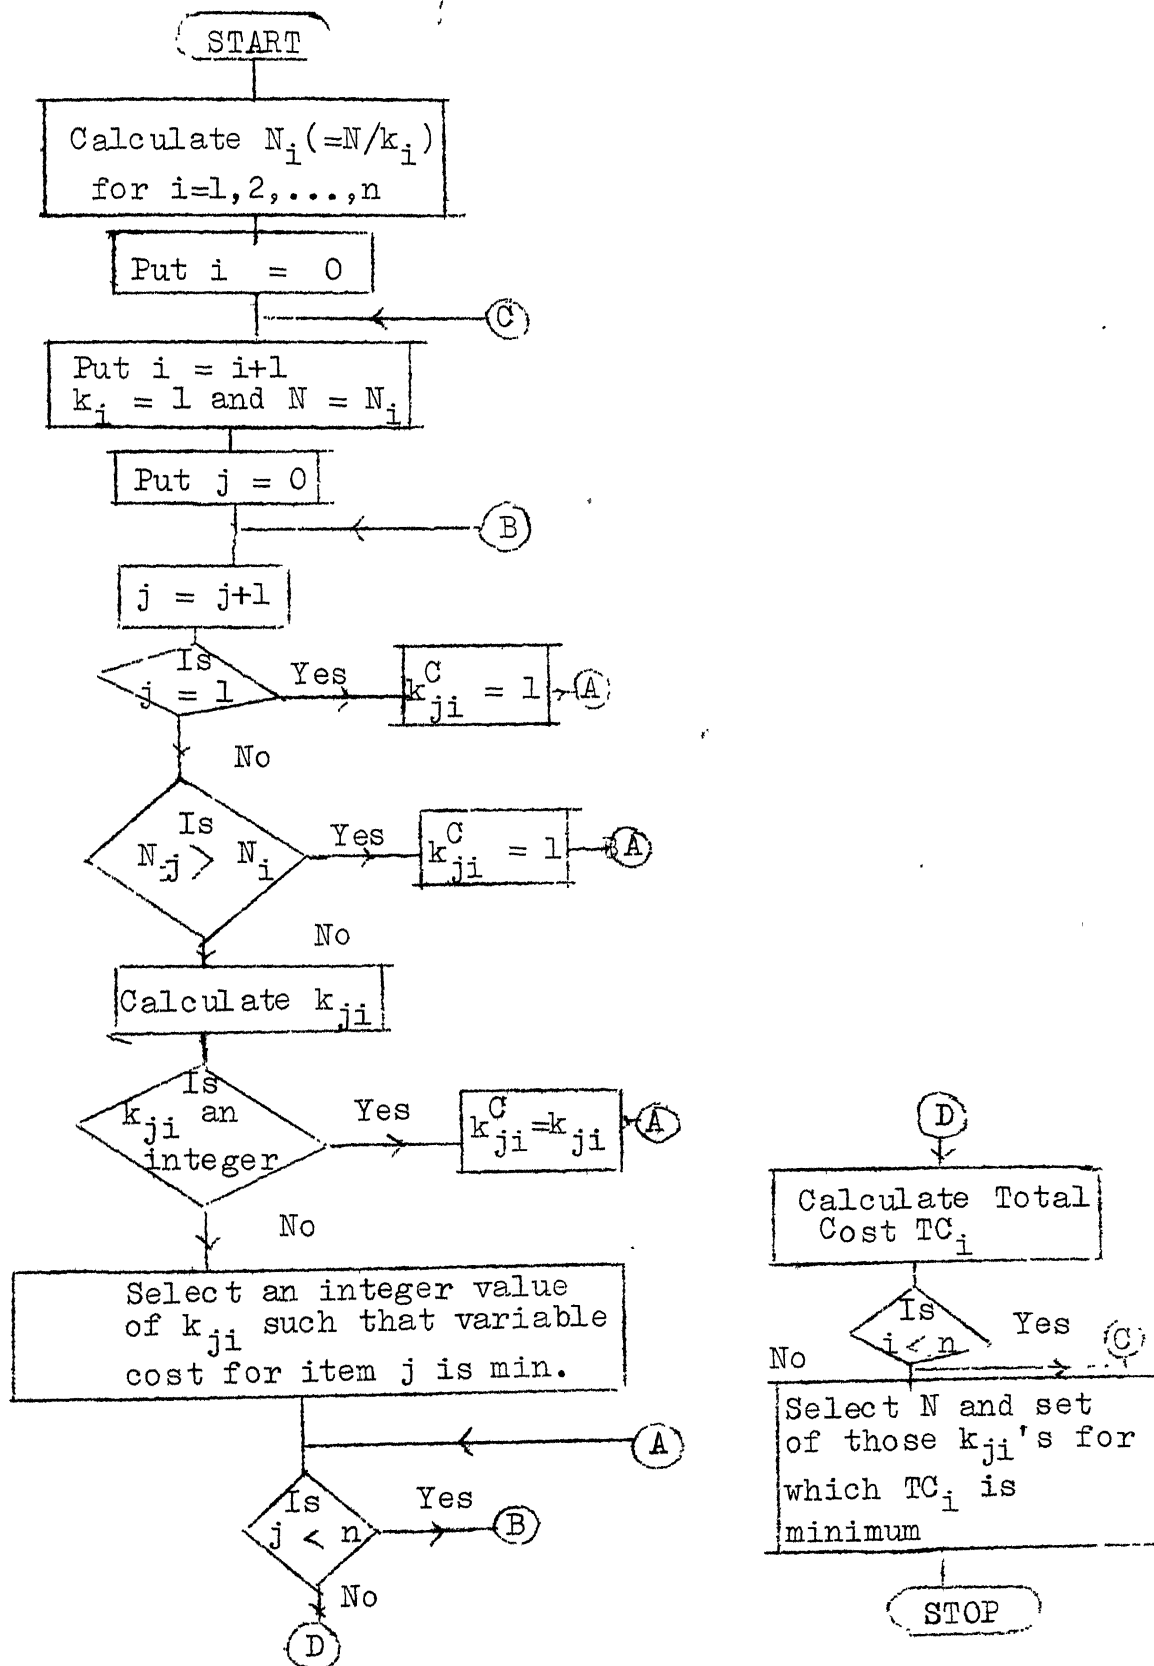 START
Calculate N_i(=N/k_i)
for i=1,2,...,n
Put i = 0
C
Put i = i+1
k_i = 1 and N = N_i
Put j = 0
B
j = j+1
Is
j = 1
Yes
k^C_ji = 1
A
No
Is
N_j > N_i
Yes
k^C_ji = 1
A
No
Calculate k_ji
Is
k_ji an
integer
Yes
k^C_ji=k_ji
A
No
Select an integer value
of k_ji such that variable
cost for item j is min.
A
Is
j < n
Yes
B
No
D
D
Calculate Total
Cost TC_i
Is
i < n
Yes
C
No
Select N and set
of those k_ji's for
which TC_i is
minimum
STOP